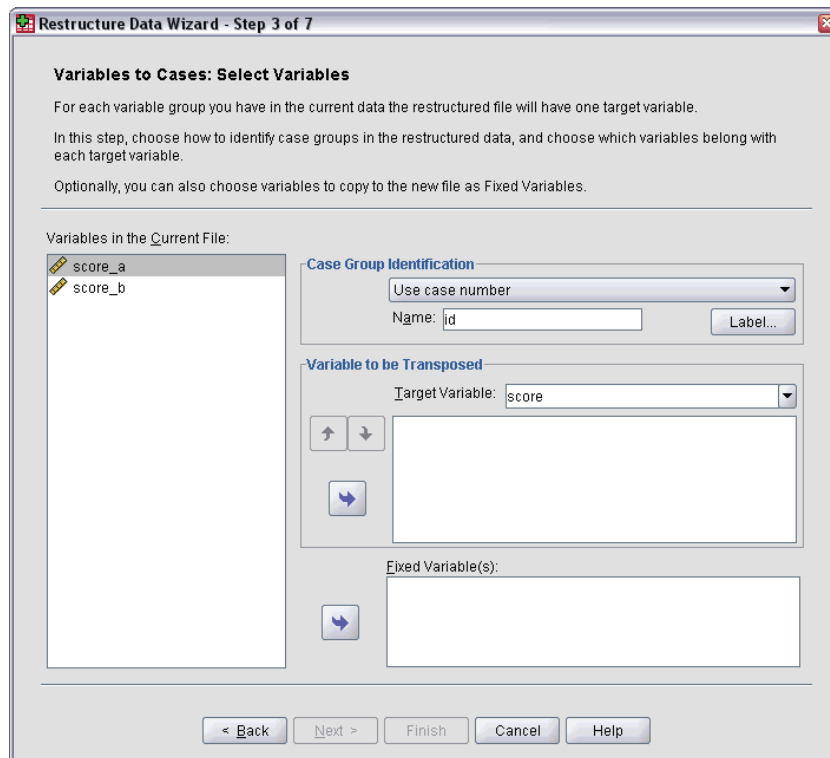 Restructure Data Wizard - Step 3 of 7
Variables to Cases: Select Variables
For each variable group you have in the current data the restructured file will have one target variable.
In this step, choose how to identify case groups in the restructured data, and choose which variables belong with
each target variable.
Optionally, you can also choose variables to copy to the new file as Fixed Variables.
Variables in the Current File:
score_a
score_b
Case Group Identification
Use case number
Name: id
Label...
Variable to be Transposed
Target Variable: score
Fixed Variable(s):
< Back
Next >
Finish
Cancel
Help